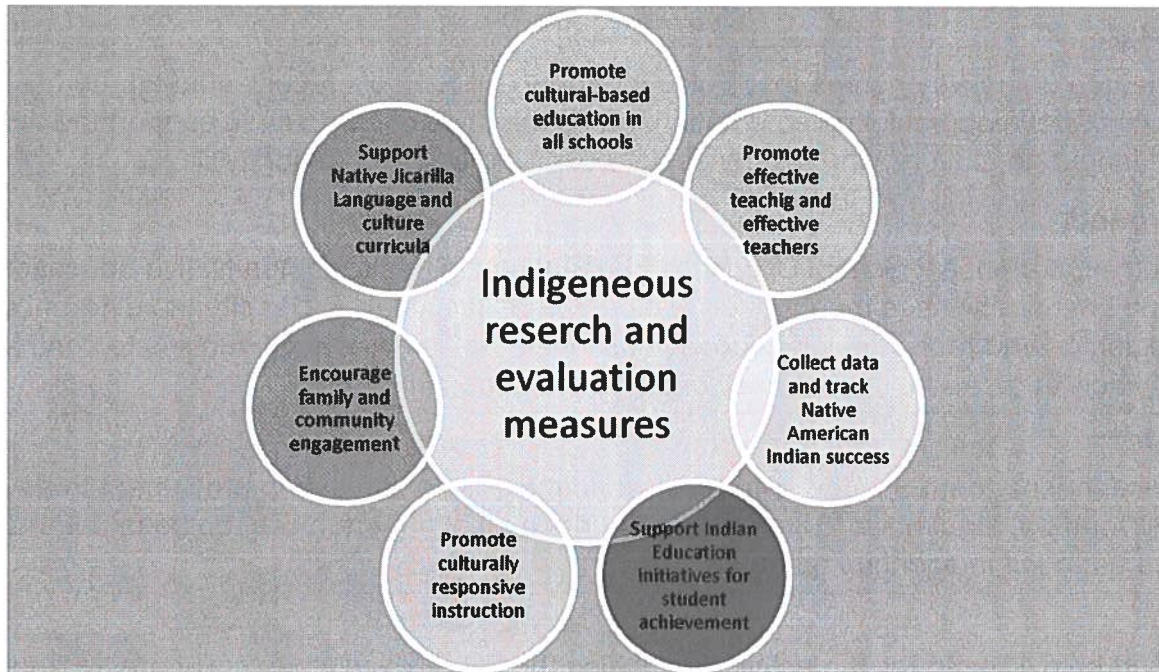 Promote
cultural-based
education in
all schools
Promote
effective
teachig and
effective
teachers
Collect data
and track
Native
American
Indian success
Support Indian
Education
initiatives for
student
achievement
Promote
culturally
responsive
instruction
Encourage
family and
community
engagement
Support
Native Jicarilla
Language and
culture
curricula
Indigeneous
reserch and
evaluation
measures